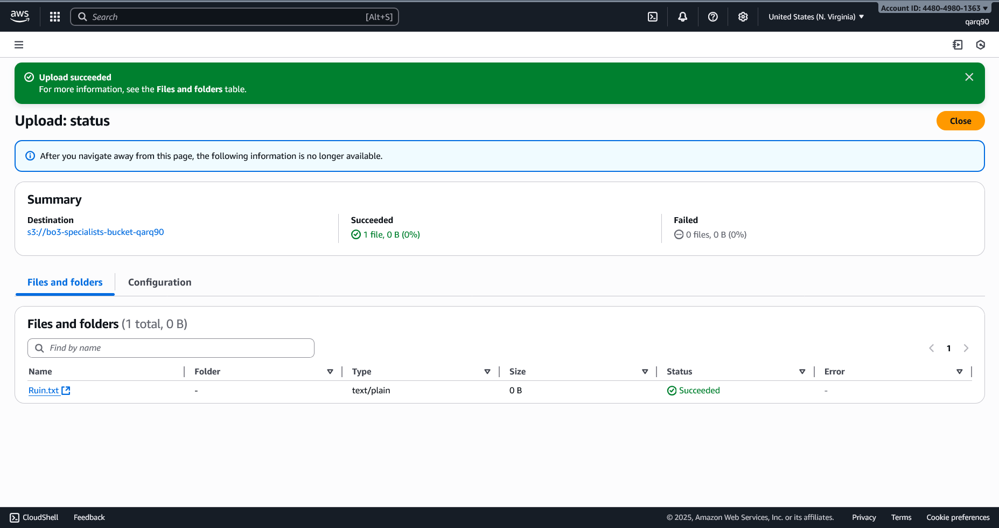 aws
Search
[Alt+S]
United States (N. Virginia) ▼
Account ID: 4480-4980-1363 ▼
qarq90
Upload succeeded
For more information, see the Files and folders table.
Upload: status
Close
After you navigate away from this page, the following information is no longer available.
Summary
Destination
s3://bo3-specialists-bucket-qarq90
Succeeded
1 file, 0 B (0%)
Failed
0 files, 0 B (0%)
Files and folders
Configuration
Files and folders (1 total, 0 B)
Find by name
1
Name Folder Type Size Status Error
Ruin.txt - text/plain 0 B Succeeded -
CloudShell Feedback © 2025, Amazon Web Services, Inc. or its affiliates. Privacy Terms Cookie preferences